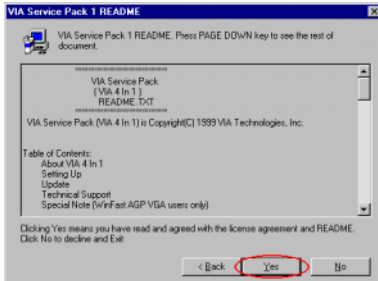 VIA Service Pack 1 README
VIA Service Pack 1 README. Press PAGE DOWN key to see the rest of
document.
==================
VIA Service Pack
( VIA 4 In 1 )
README.TXT
==================
VIA Service Pack (VIA 4 In 1) is Copyright(C) 1999 VIA Technologies, Inc.
Table of Contents:
About VIA 4 In 1
Setting Up
Update
Technical Support
Special Note (WinFast AGP VGA users only)
Clicking Yes means you have read and agreed with the license agreement and README.
Click No to decline and Exit
< Back Yes No